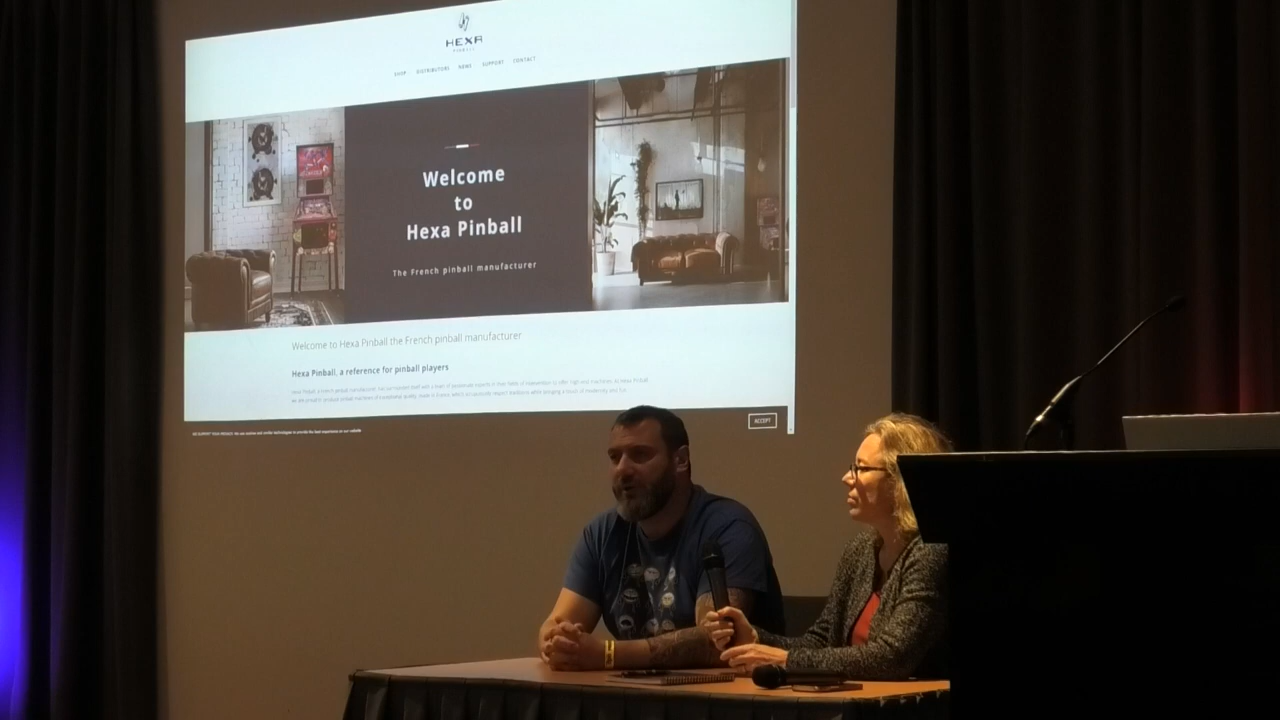 HEXA
PINBALL
SHOP DISTRIBUTORS NEWS SUPPORT CONTACT
Welcome
to
Hexa Pinball
The French pinball manufacturer
Welcome to Hexa Pinball the French pinball manufacturer
Hexa Pinball, a reference for pinball players
ACCEPT